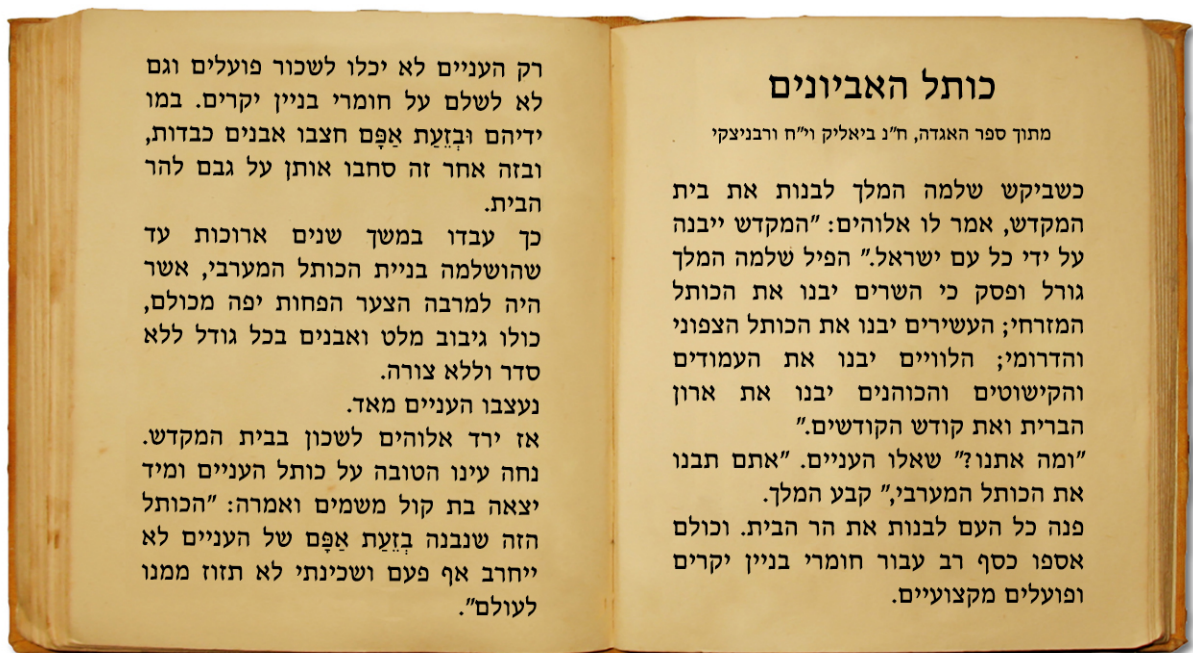 כותל האביונים
מתוך ספר האגדה, ח"נ ביאליק וי"ח ורבניצקי
כשביקש שלמה המלך לבנות את בית
המקדש, אמר לו אלוהים: "המקדש ייבנה
על ידי כל עם ישראל." הפיל שלמה המלך
גורל ופסק כי השרים יבנו את הכותל
המזרחי; העשירים יבנו את הכותל הצפוני
והדרומי; הלוויים יבנו את העמודים
והקישוטים והכוהנים יבנו את ארון
הברית ואת קודש הקודשים."
"ומה אתנו?" שאלו העניים. "אתם תבנו
את הכותל המערבי," קבע המלך.
פנה כל העם לבנות את הר הבית. וכולם
אספו כסף רב עבור חומרי בניין יקרים
ופועלים מקצועיים.
רק העניים לא יכלו לשכור פועלים וגם
לא לשלם על חומרי בניין יקרים. במו
ידיהם וּבְזֵעַת אַפָּם חצבו אבנים כבדות,
ובזה אחר זה סחבו אותן על גבם להר
הבית.
כך עבדו במשך שנים ארוכות עד
שהושלמה בניית הכותל המערבי, אשר
היה למרבה הצער הפחות יפה מכולם,
כולו גיבוב מלט ואבנים בכל גודל ללא
סדר וללא צורה.
נעצבו העניים מאד.
אז ירד אלוהים לשכון בבית המקדש.
נחה עינו הטובה על כותל העניים ומיד
יצאה בת קול משמים ואמרה: "הכותל
הזה שנבנה בְזֵעַת אַפָּם של העניים לא
ייחרב אף פעם ושכינתי לא תזוז ממנו
לעולם".